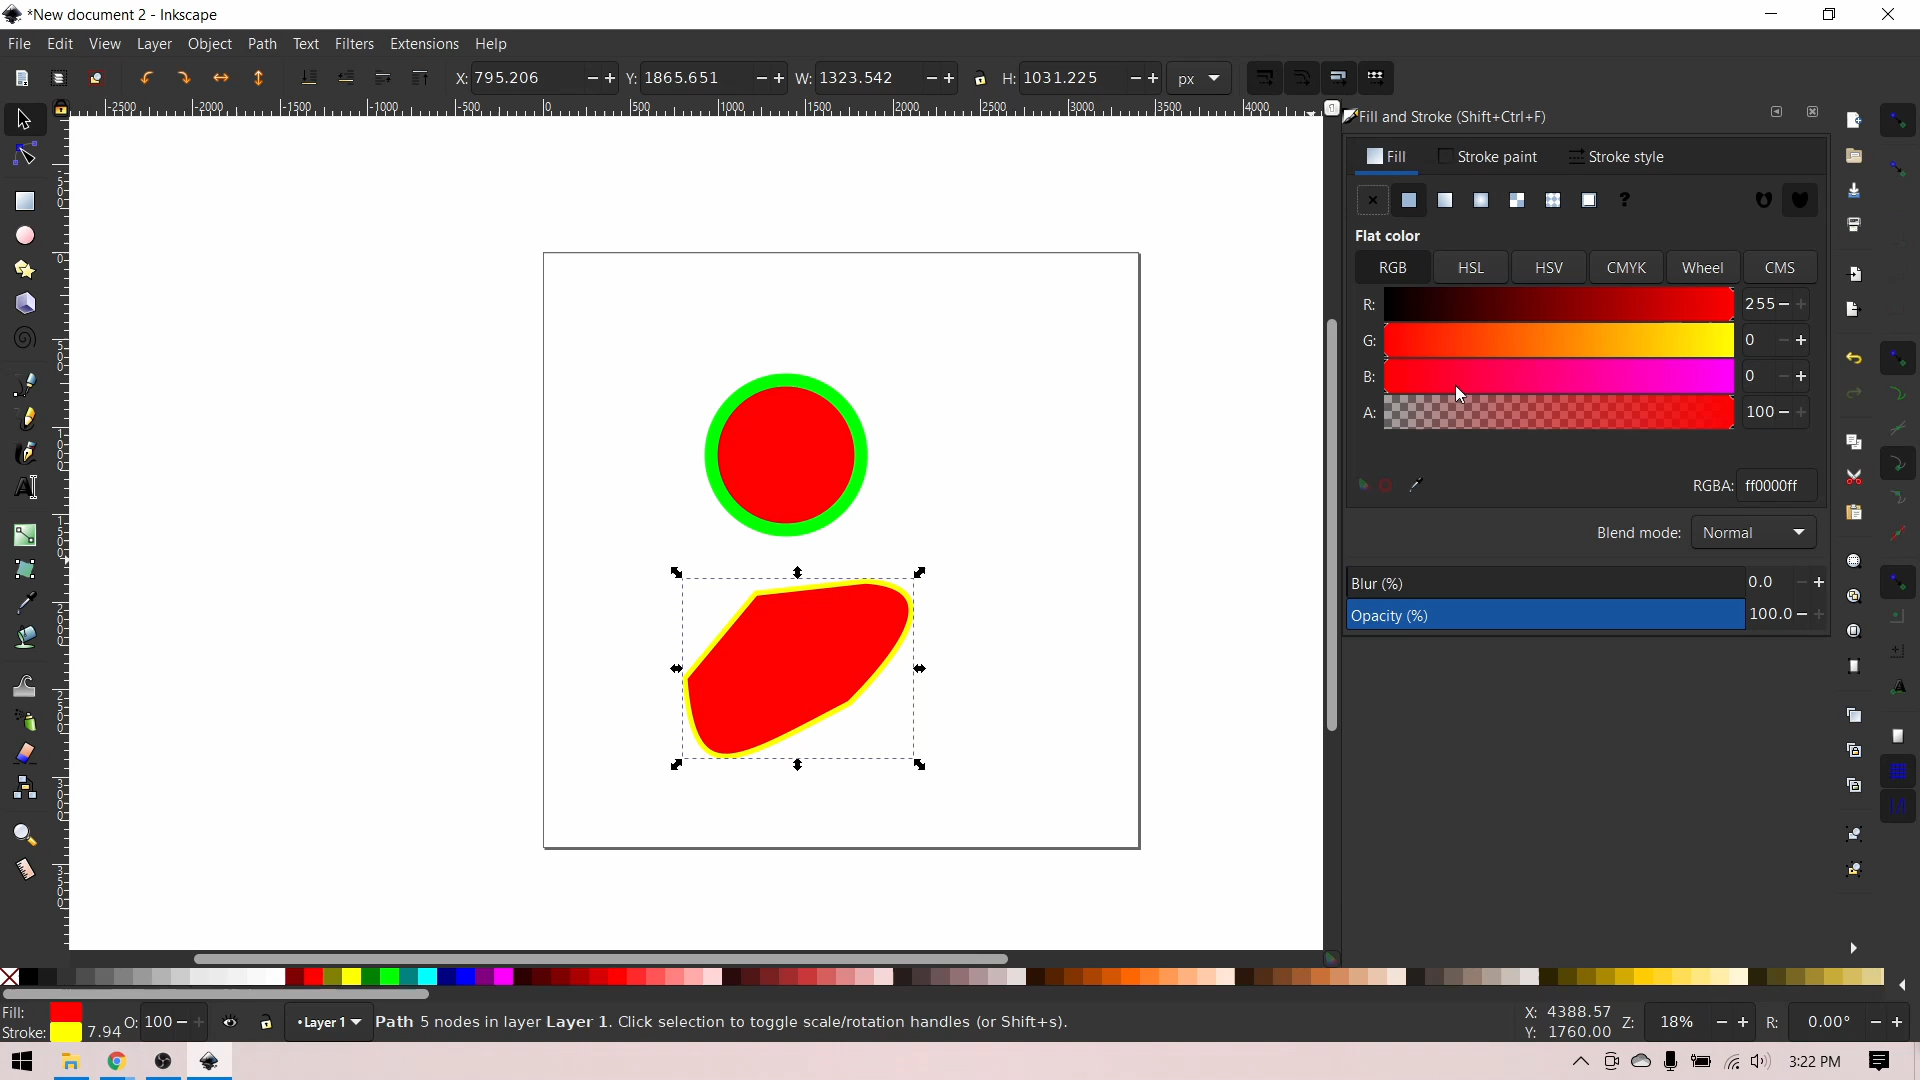 *New document 2 - Inkscape
File Edit View Layer Object Path Text Filters Extensions Help
X: 795.206 Y: 1865.651 W: 1323.542 H: 1031.225 px
-2500 -2000 -1500 -1000 -500 0 500 1000 1500 2000 2500 3000 3500 4000
Fill and Stroke (Shift+Ctrl+F)
Fill Stroke paint Stroke style
Flat color
RGB HSL HSV CMYK Wheel CMS
R: 255
G: 0
B: 0
A: 100
RGBA: ff0000ff
Blend mode: Normal
Blur (%) 0.0
Opacity (%) 100.0
Fill:
Stroke: 7.94 O: 100 •Layer 1 Path 5 nodes in layer Layer 1. Click selection to toggle scale/rotation handles (or Shift+s).
X: 4388.57
Y: 1760.00 Z: 18% R: 0.00°
3:22 PM